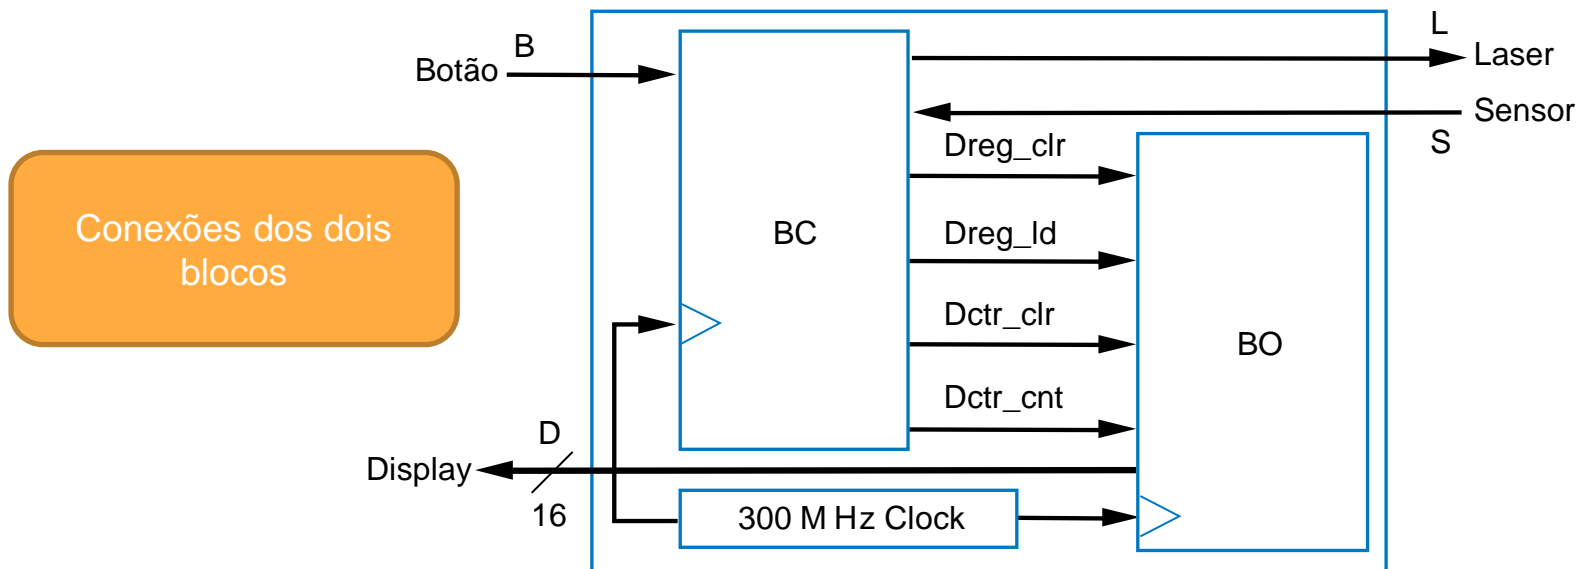 L
B
Botão
Laser
Sensor
S
Dreg_clr
Conexões dos dois
blocos
BC
Dreg_ld
Dctr_clr
BO
Dctr_cnt
D
Display
16
300 M Hz Clock